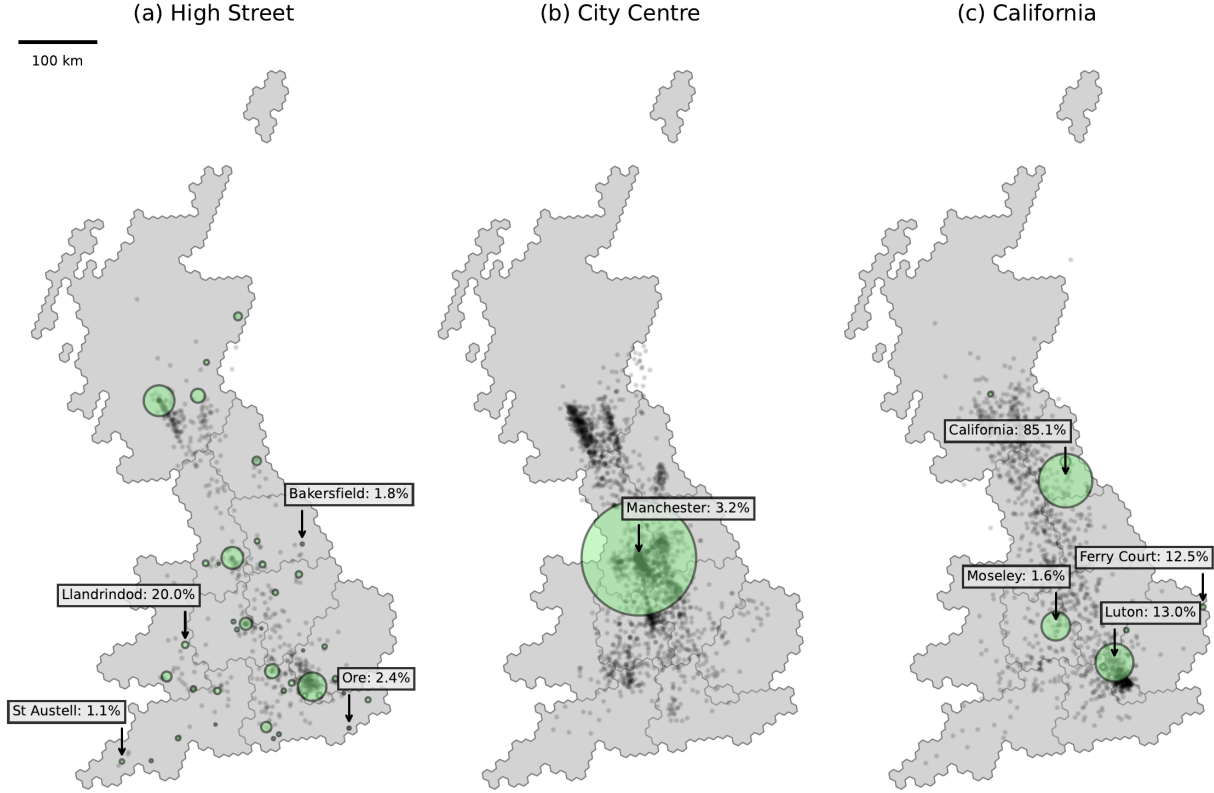 (a) High Street
(b) City Centre
(c) California
100 km
California: 85.1%
Bakersfield: 1.8%
Manchester: 3.2%
Ferry Court: 12.5%
Moseley: 1.6%
Llandrindod: 20.0%
Luton: 13.0%
Ore: 2.4%
St Austell: 1.1%